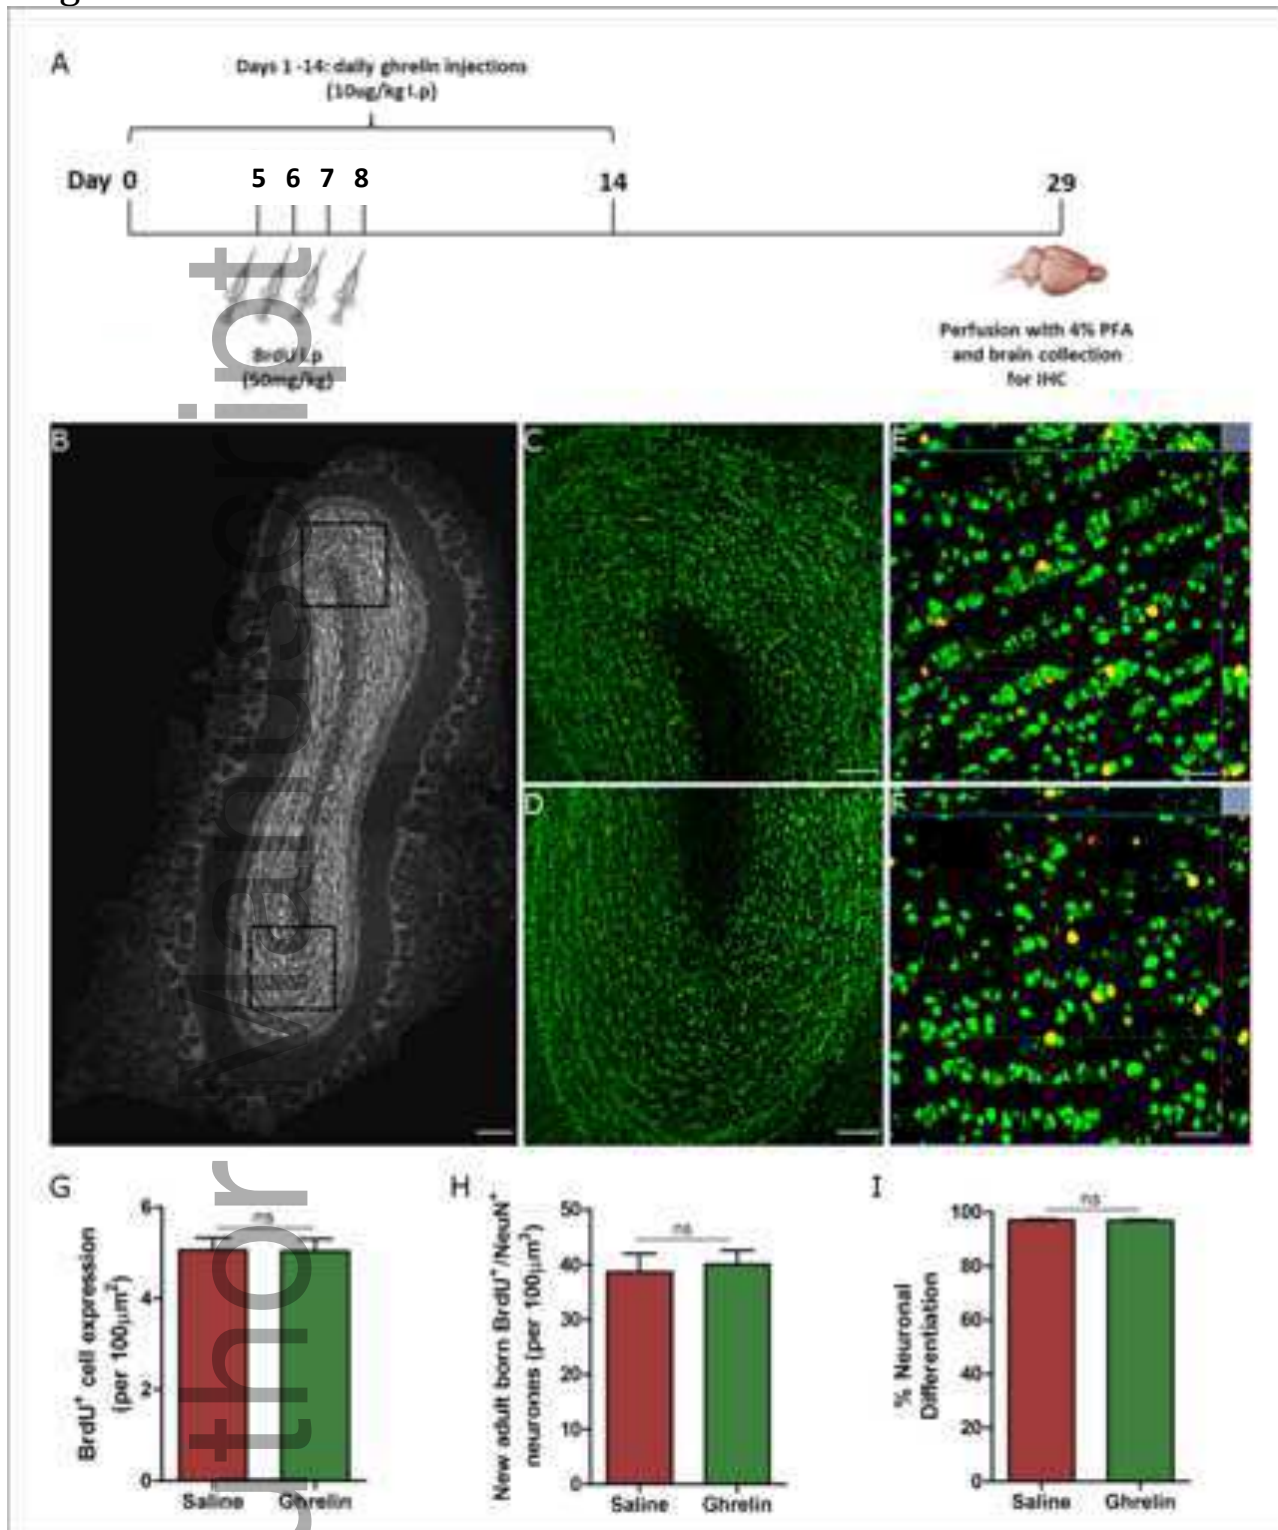 A
Days 1 -14: daily ghrelin injections
(10ug/kg i.p)
Day 0 5 6 7 8 14 29
BrdU i.p
(50mg/kg)
Perfusion with 4% PFA
and brain collection
for IHC
B
C
D
E
F
G
BrdU⁺ cell expression
(per 100μm²)
6
4
2
0
ns
Saline Ghrelin
H
New adult born BrdU⁺/NeuN⁺
neurones (per 100μm²)
50
40
30
20
10
0
ns
Saline Ghrelin
I
% Neuronal
Differentiation
100
80
60
40
20
0
ns
Saline Ghrelin
Author Manuscript